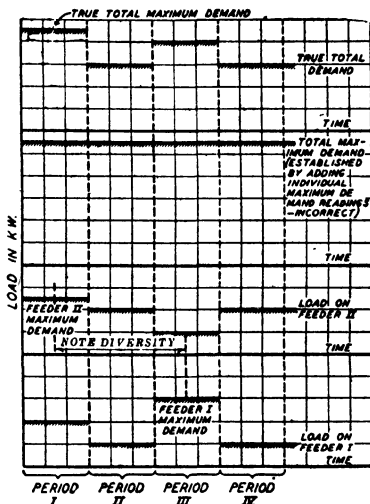 TRUE TOTAL MAXIMUM DEMAND
TRUE TOTAL
DEMAND
TIME
TOTAL MAX-
IMUM DEMAND
(ESTABLISHED
BY ADDING
INDIVIDUAL
MAXIMUM DE
MAND READINGS
-INCORRECT)
LOAD IN KW.
TIME
FEEDER II
MAXIMUM
DEMAND
LOAD ON
FEEDER II
NOTE DIVERSITY
TIME
FEEDER I
MAXIMUM
DEMAND
LOAD ON
FEEDER I
TIME
PERIOD
I
PERIOD
II
PERIOD
III
PERIOD
IV